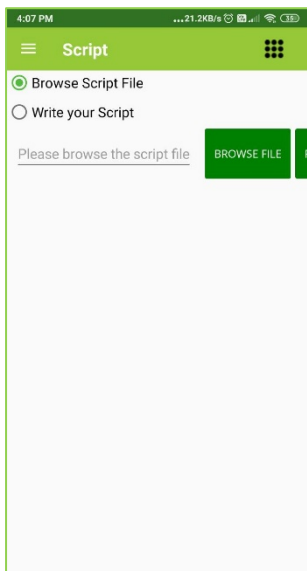 4:07 PM ...21.2KB/s 35
Script
Browse Script File
Write your Script
Please browse the script file BROWSE FILE